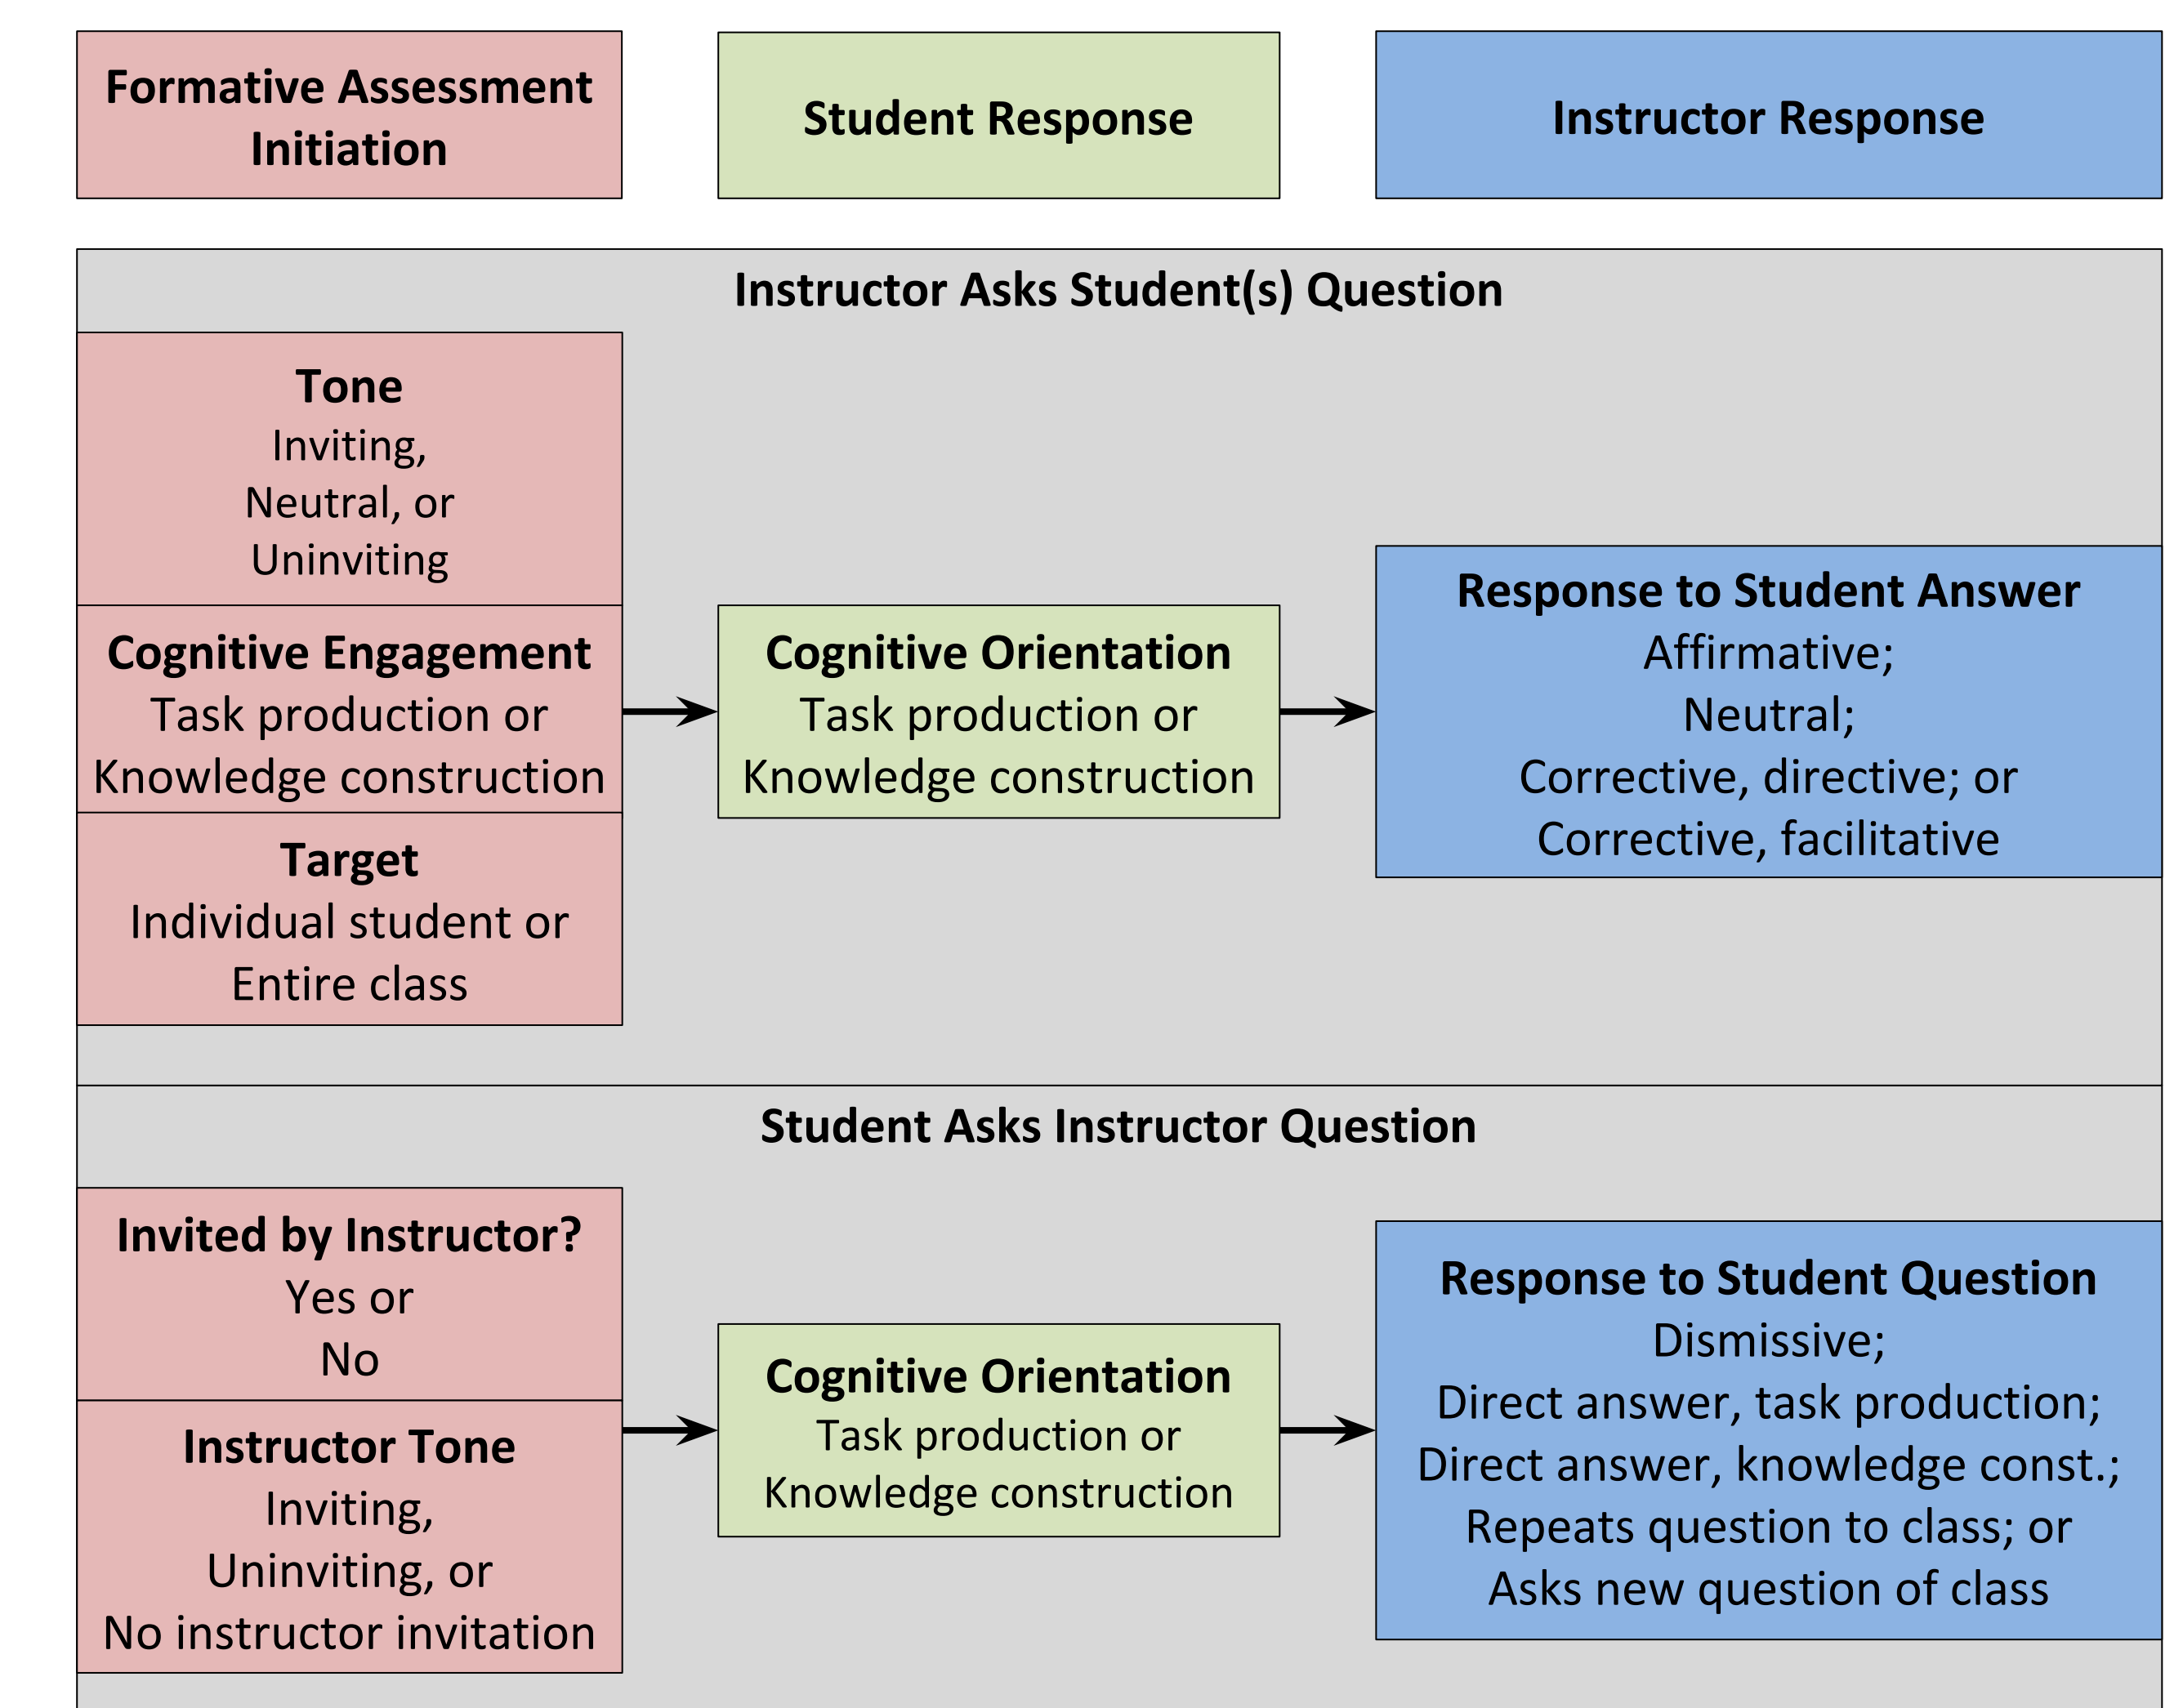 Formative Assessment
Initiation
Student Response
Instructor Response
Instructor Asks Student(s) Question
Tone
Inviting,
Neutral, or
Uninviting
Cognitive Engagement
Task production or
Knowledge construction
Target
Individual student or
Entire class
Cognitive Orientation
Task production or
Knowledge construction
Response to Student Answer
Affirmative;
Neutral;
Corrective, directive; or
Corrective, facilitative
Student Asks Instructor Question
Invited by Instructor?
Yes or
No
Instructor Tone
Inviting,
Uninviting, or
No instructor invitation
Cognitive Orientation
Task production or
Knowledge construction
Response to Student Question
Dismissive;
Direct answer, task production;
Direct answer, knowledge const.;
Repeats question to class; or
Asks new question of class